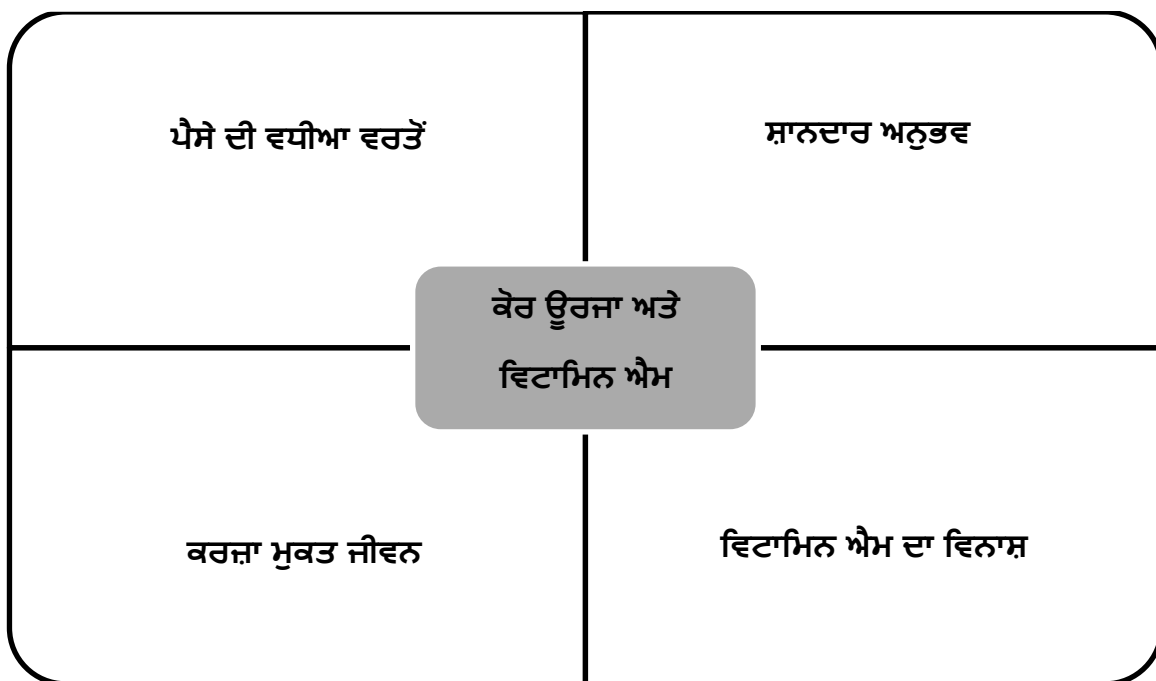 ਪੈਸੇ ਦੀ ਵਧੀਆ ਵਰਤੋਂ
ਸ਼ਾਨਦਾਰ ਅਨੁਭਵ
ਕੋਰ ਊਰਜਾ ਅਤੇ
ਵਿਟਾਮਿਨ ਐਮ
ਕਰਜ਼ਾ ਮੁਕਤ ਜੀਵਨ
ਵਿਟਾਮਿਨ ਐਮ ਦਾ ਵਿਨਾਸ਼